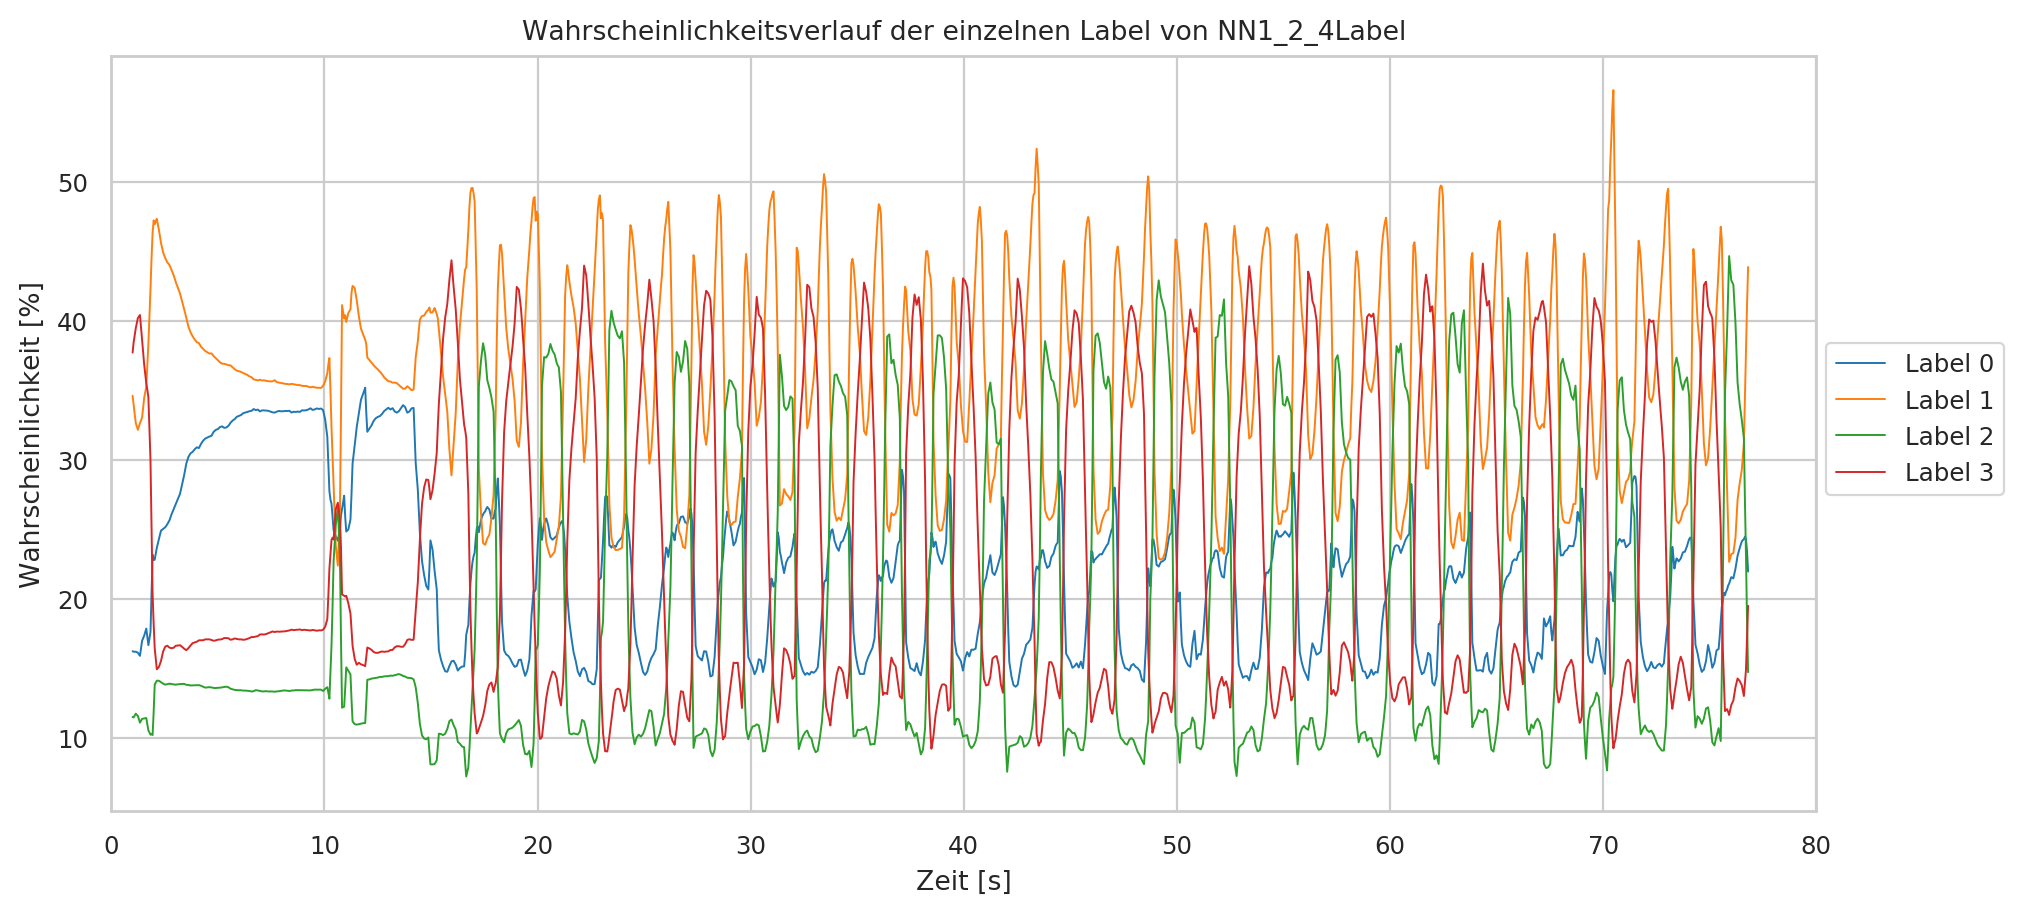 Wahrscheinlichkeitsverlauf der einzelnen Label von NN1_2_4Label
Wahrscheinlichkeit [%]
50
40
30
20
10
0 10 20 30 40 50 60 70 80
Zeit [s]
Label 0
Label 1
Label 2
Label 3